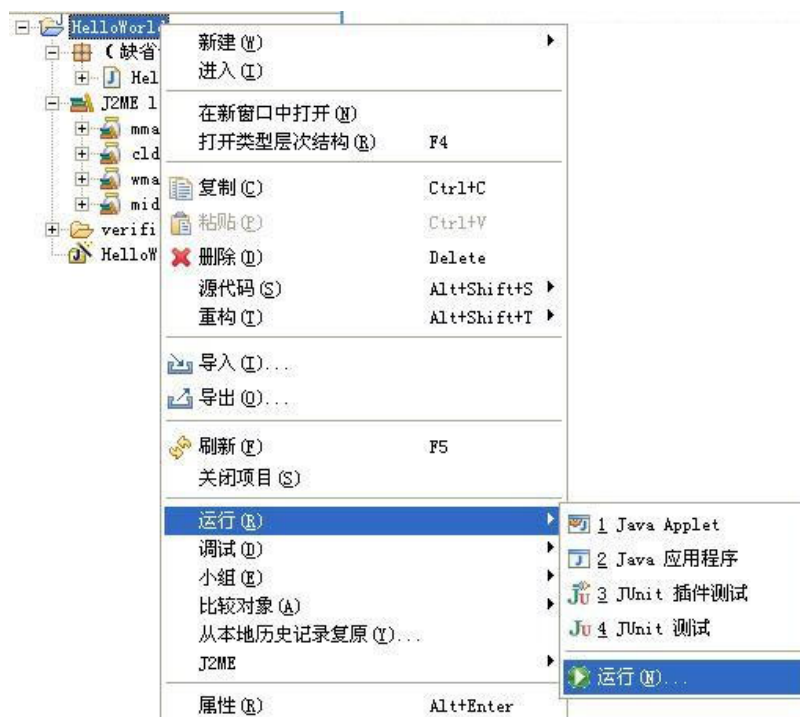 HelloWorld
(缺省
Hel
J2ME l
mma
cld
wma
mid
verifi
HelloW
新建(W)
进入(I)
在新窗口中打开(N)
打开类型层次结构(R) F4
复制(C) Ctrl+C
粘贴(P) Ctrl+V
删除(D) Delete
源代码(S) Alt+Shift+S
重构(T) Alt+Shift+T
导入(I)...
导出(O)...
刷新(F) F5
关闭项目(S)
运行(R)
调试(D)
小组(E)
比较对象(A)
从本地历史记录复原(Y)...
J2ME
属性(R) Alt+Enter
1 Java Applet
2 Java 应用程序
3 JUnit 插件测试
4 JUnit 测试
运行(N)...